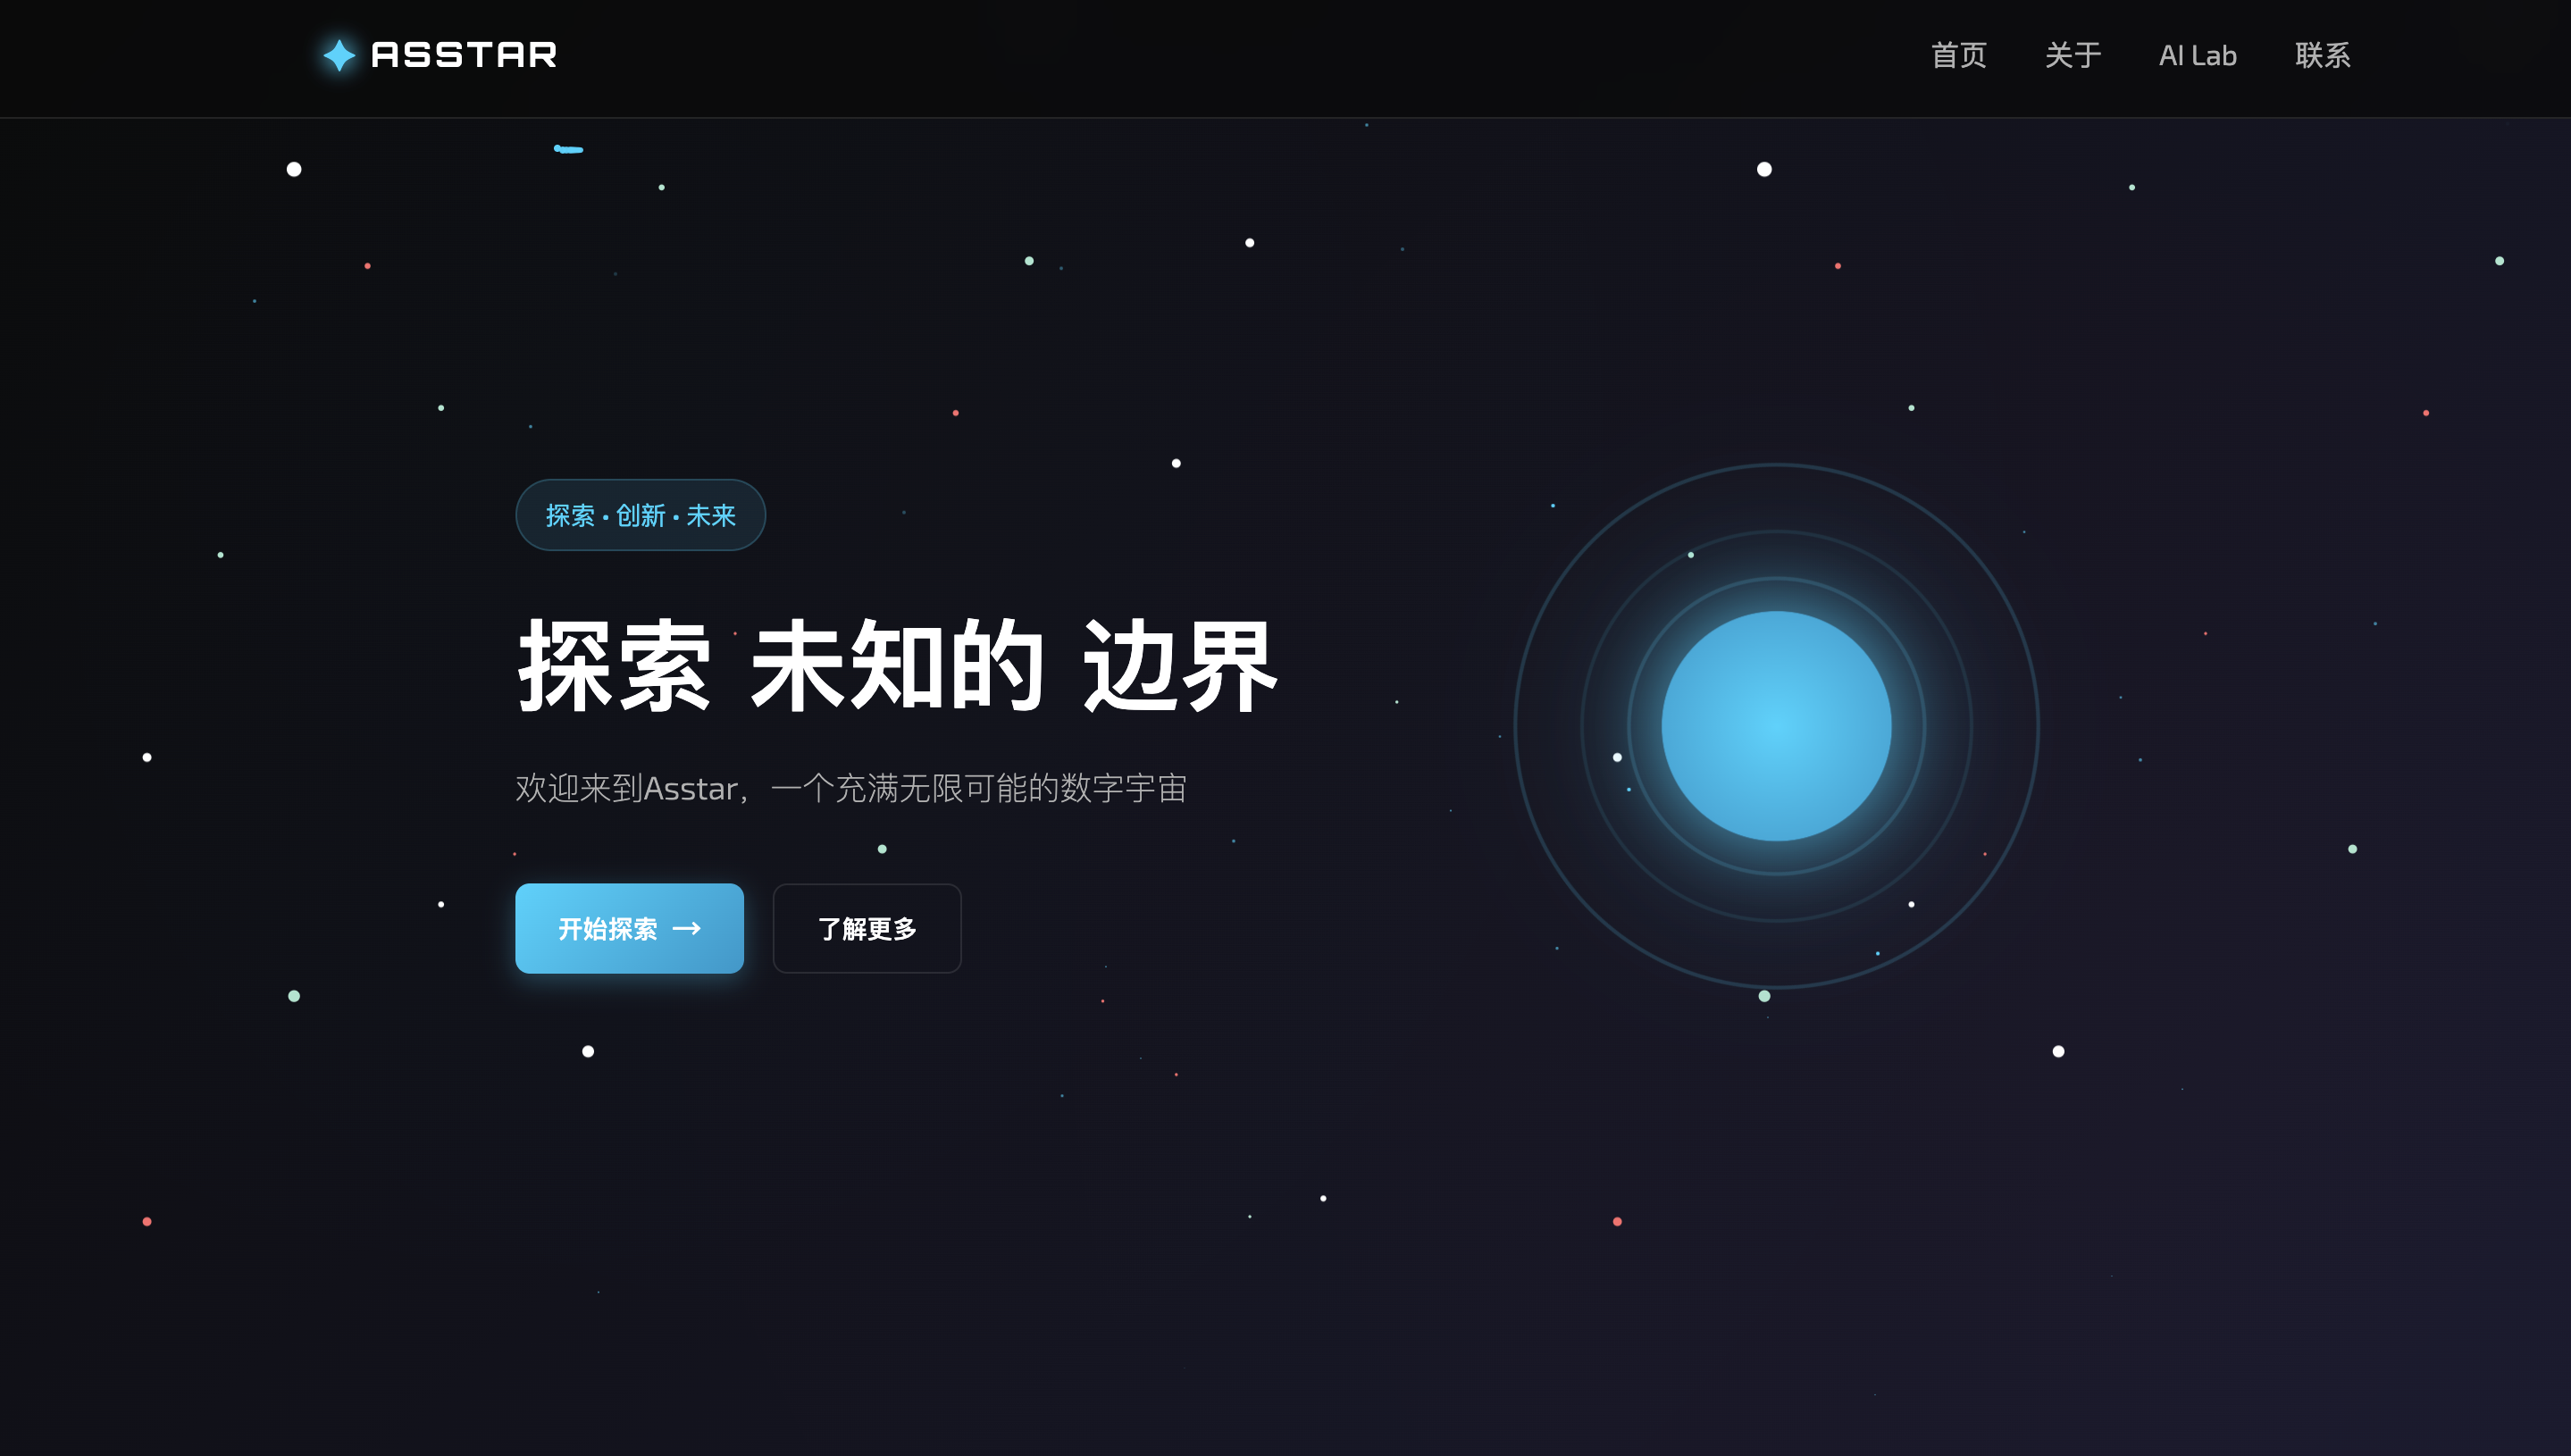 ASSTAR
首页 关于 AI Lab 联系
探索 · 创新 · 未来
探索 未知的 边界
欢迎来到Asstar，一个充满无限可能的数字宇宙
开始探索 →
了解更多